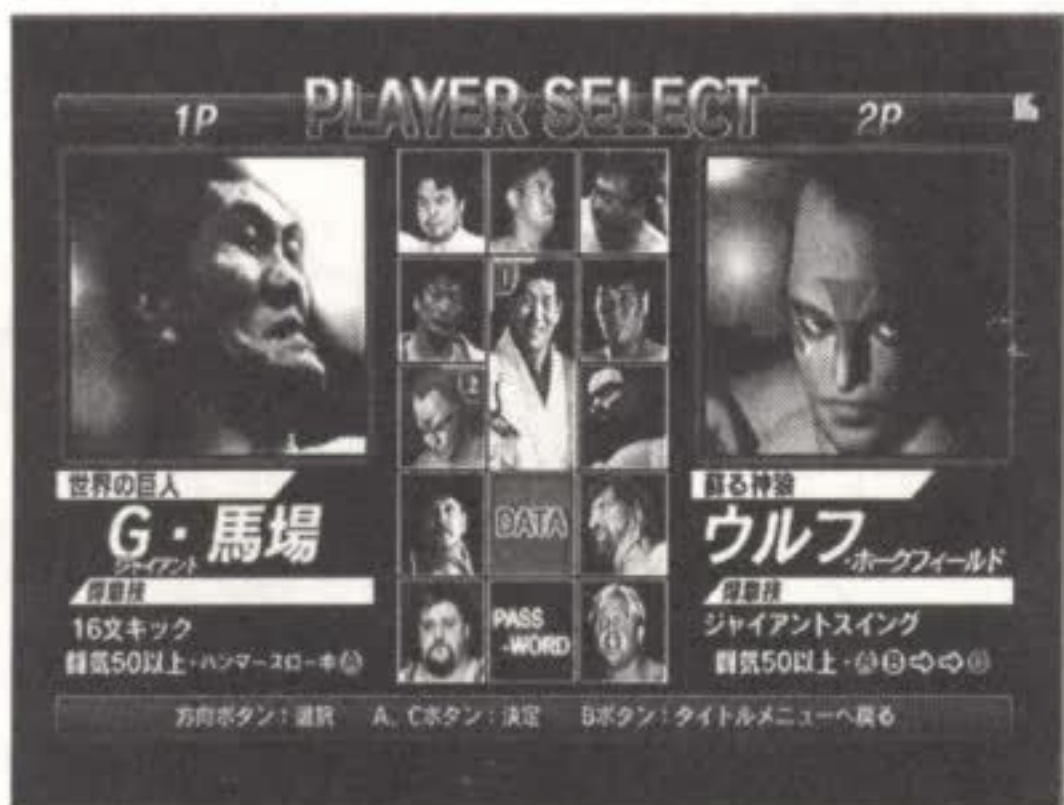 PLAYER SELECT
1P
2P
世界の巨人
G・馬場
ジャイアント
得意技
16文キック
闘気50以上・ハンマースロー中Ⓐ
DATA
PASS
-WORD
蘇る神狼
ウルフ
・ホークフィールド
得意技
ジャイアントスイング
闘気50以上・ⒶⒷ⇨⇨
方向ボタン：選択 A、Cボタン：決定 Bボタン：タイトルメニューへ戻る